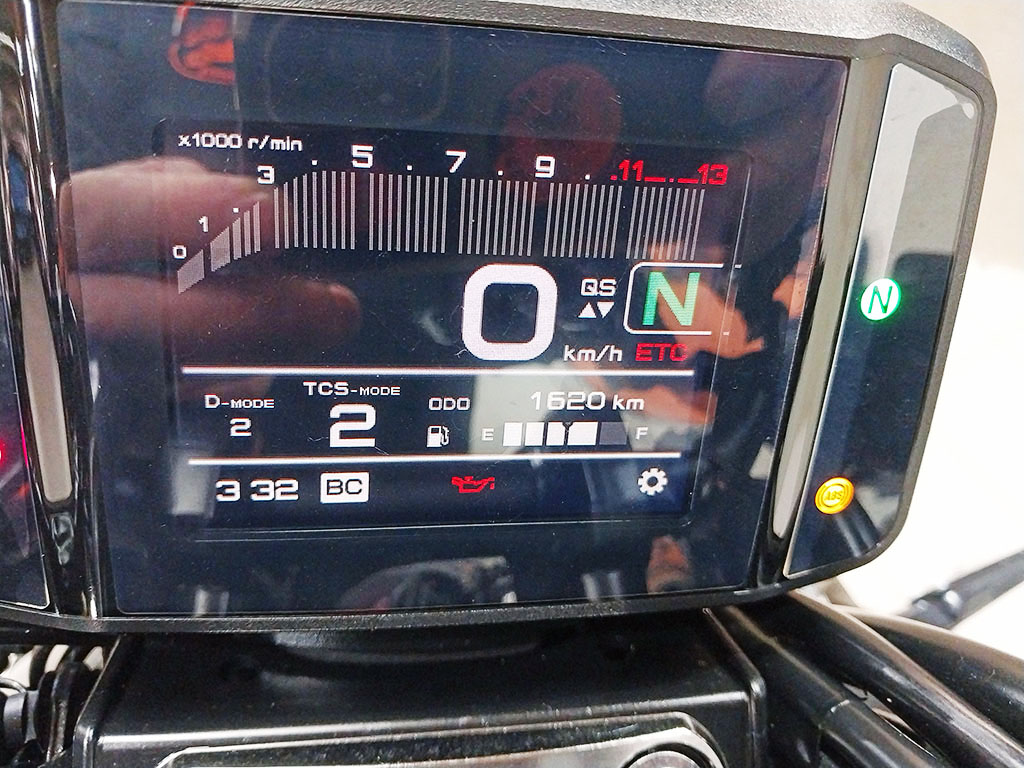 x1000 r/min
0 1 3 5 7 9 11 13
0 km/h
QS N
ETC
N
D-MODE 2
TCS-MODE 2
ODO 1620 km
E F
3 32 BC
ABS